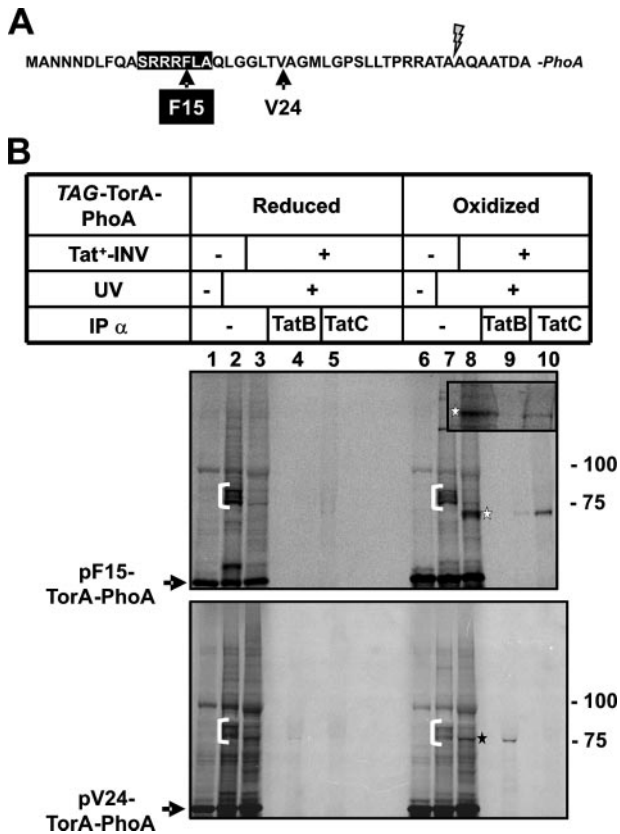 A
MANNNDLFQASRRRFLAQLGGLTVAGMLGPSLLTPRRATAAQAATDA -PhoA
F15 V24
B
TAG-TorA-PhoA Reduced Oxidized
Tat+-INV - + - +
UV - + - +
IP α - TatB TatC - TatB TatC
1 2 3 4 5 6 7 8 9 10
- 100
- 75
pF15-
TorA-PhoA
- 100
- 75
pV24-
TorA-PhoA